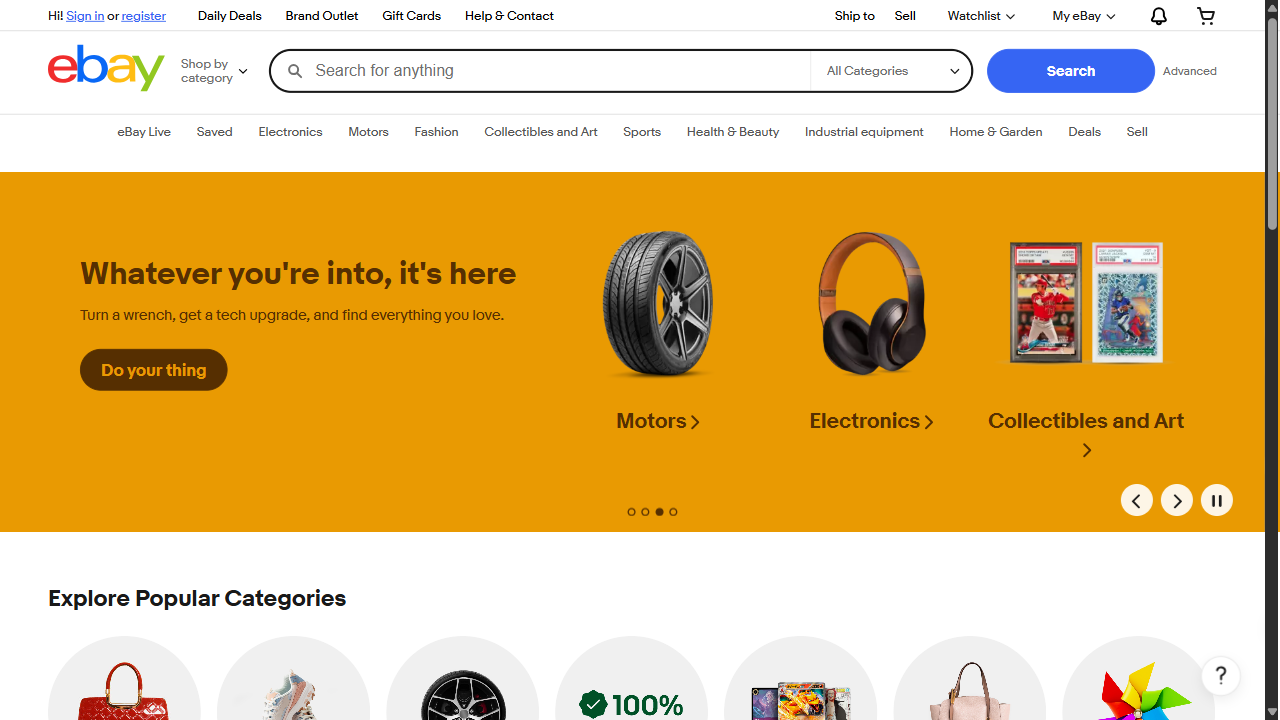 Hi! Sign in or register
Daily Deals
Brand Outlet
Gift Cards
Help & Contact
Ship to
Sell
Watchlist
My eBay
ebay
Shop by
category
Search for anything
All Categories
Search
Advanced
eBay Live
Saved
Electronics
Motors
Fashion
Collectibles and Art
Sports
Health & Beauty
Industrial equipment
Home & Garden
Deals
Sell
Whatever you're into, it's here
Turn a wrench, get a tech upgrade, and find everything you love.
Do your thing
Motors
Electronics
Collectibles and Art
Explore Popular Categories
100%
?